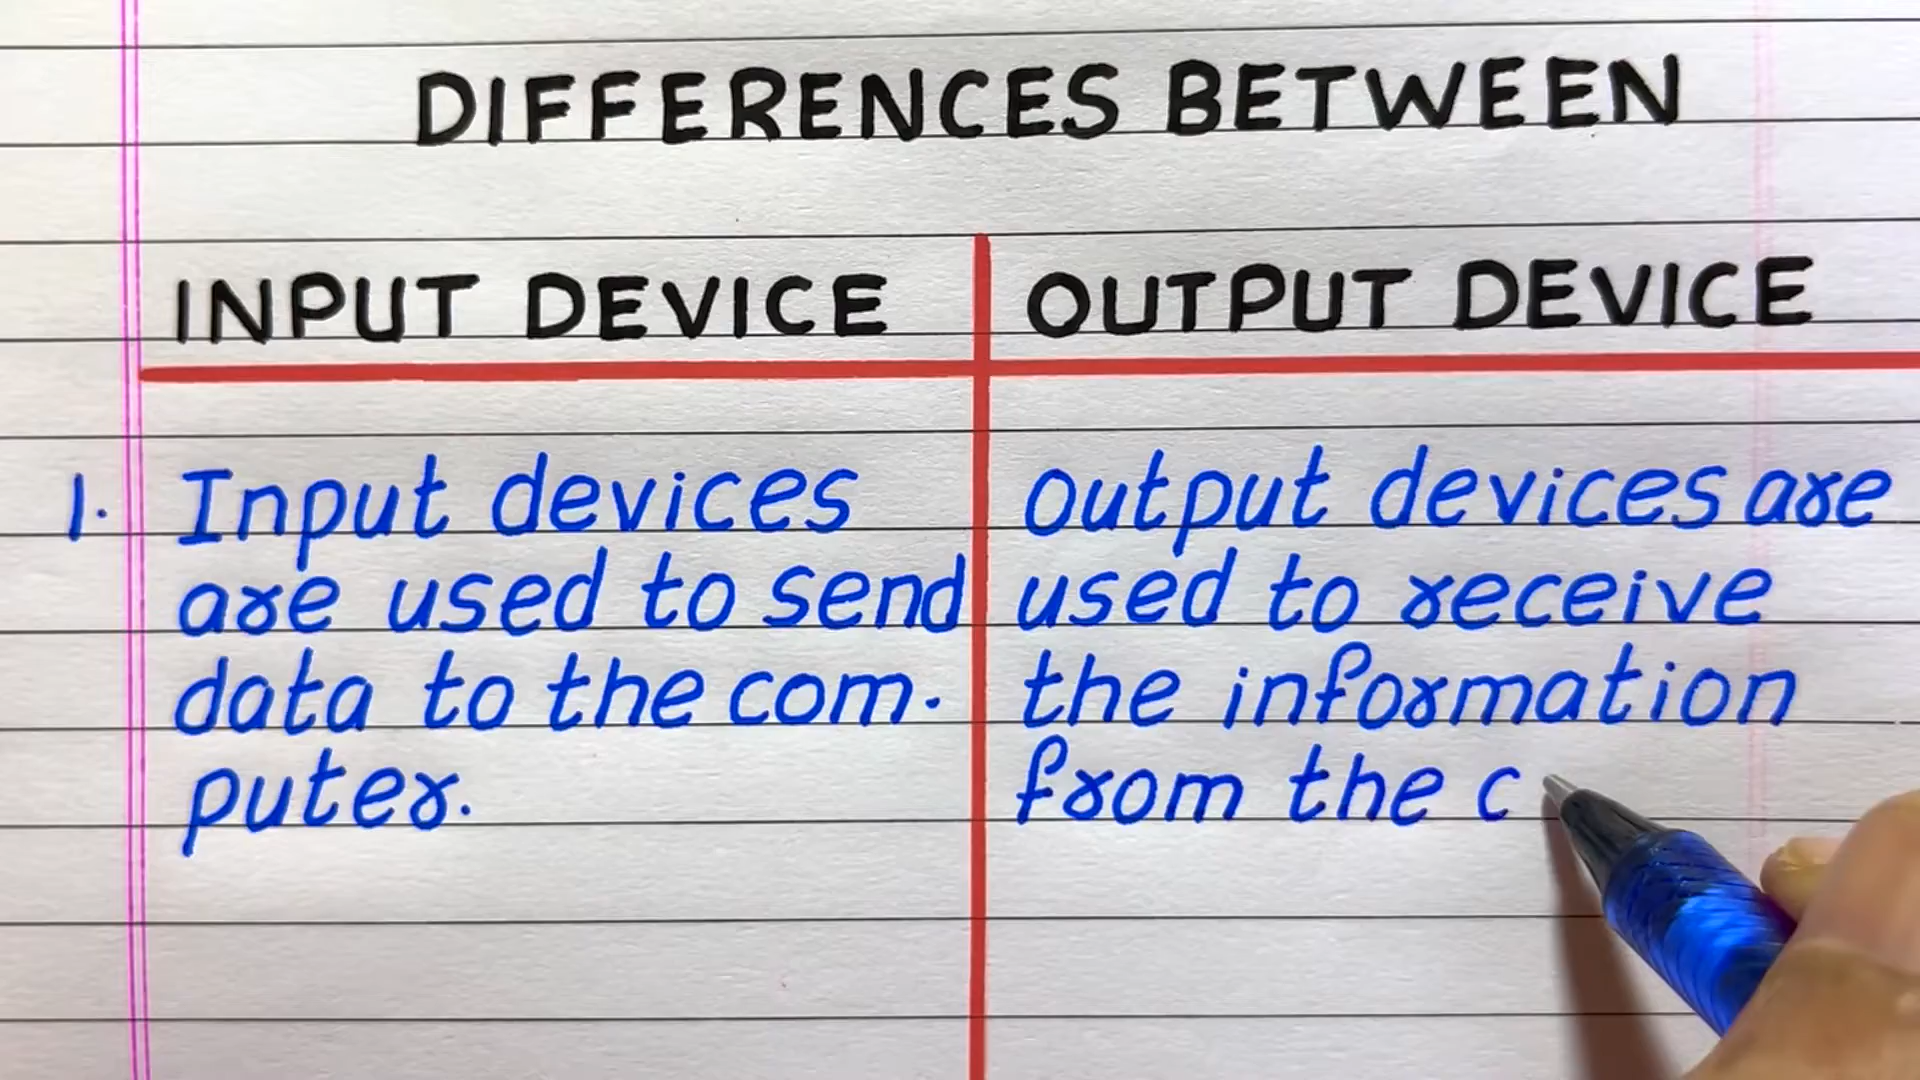 DIFFERENCES BETWEEN
INPUT DEVICE
OUTPUT DEVICE
1. Input devices
are used to send
data to the com.
puter.
Output devices are
used to receive
the information
from the c